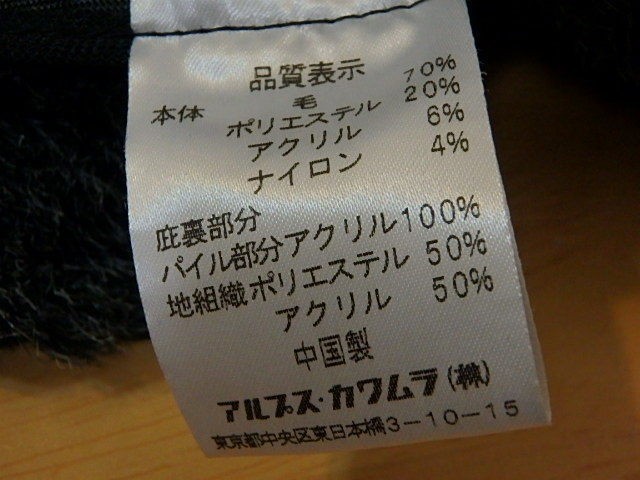 品質表示
本体 毛 70%
ポリエステル 20%
アクリル 6%
ナイロン 4%
庇裏部分
パイル部分アクリル100%
地組織ポリエステル 50%
アクリル 50%
中国製
アルプス・カワムラ(株)
東京都中央区東日本橋3-10-15